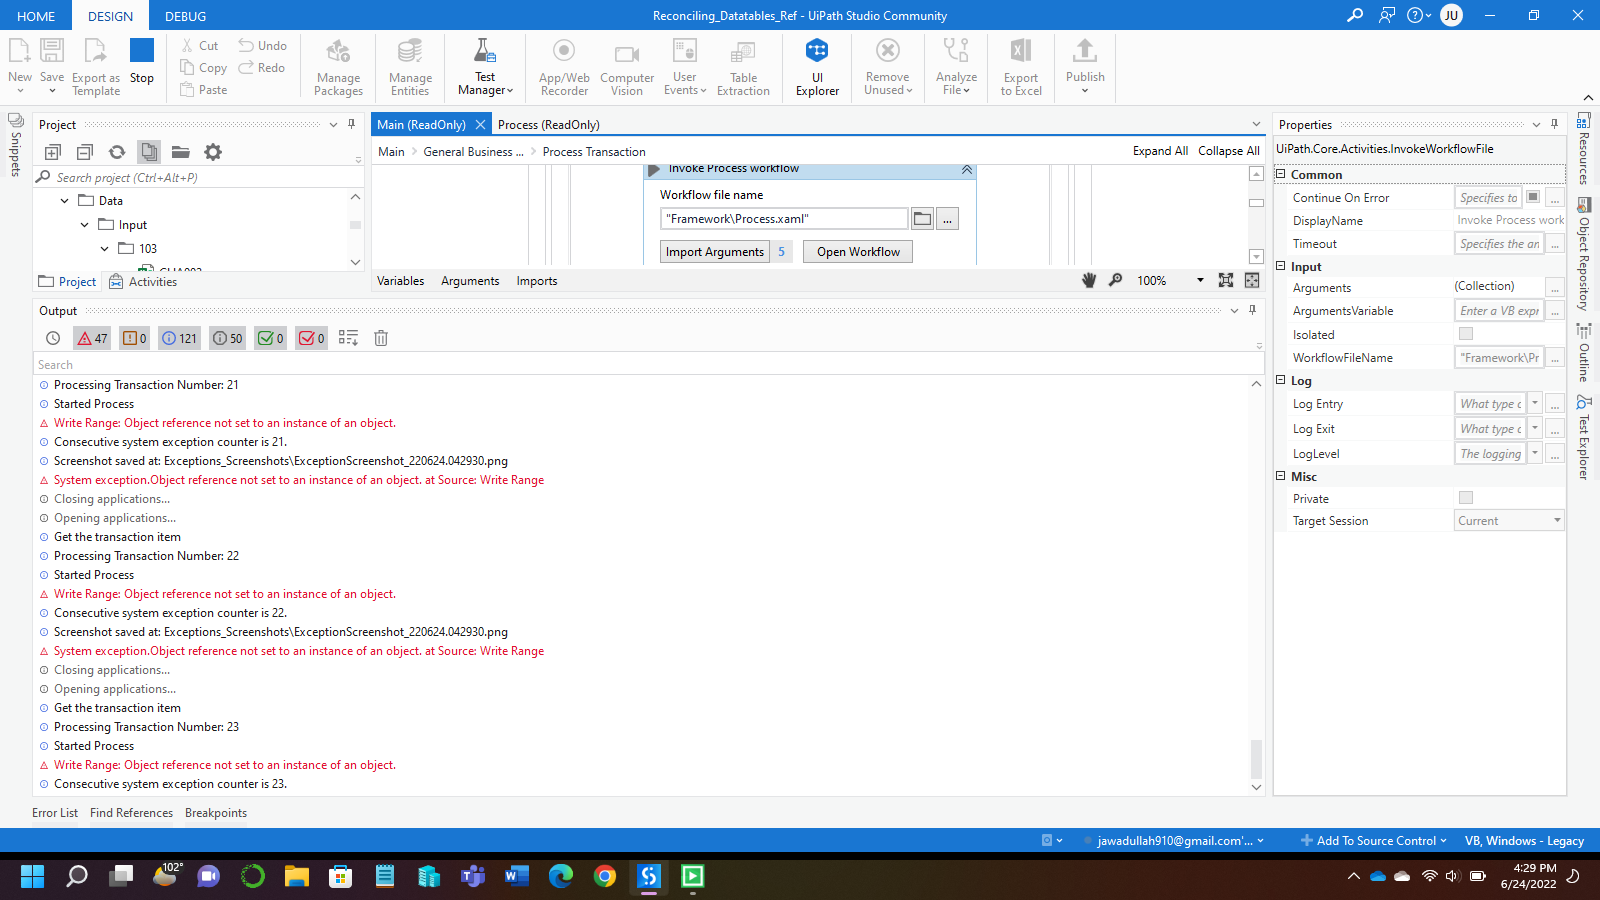 HOME DESIGN DEBUG Reconciling_Datatables_Ref - UiPath Studio Community JU
New Save Export as Template Stop Cut Copy Paste Undo Redo Manage Packages Manage Entities Test Manager App/Web Recorder Computer Vision User Events Table Extraction UI Explorer Remove Unused Analyze File Export to Excel Publish
Snippets
Project
Search project (Ctrl+Alt+P)
Data
Input
103
Project Activities
Main (ReadOnly) Process (ReadOnly)
Main General Business ... Process Transaction Expand All Collapse All
Invoke Process workflow
Workflow file name
"Framework\Process.xaml" ...
Import Arguments 5 Open Workflow
Variables Arguments Imports 100%
Output
47 0 121 50 0 0
Search
Processing Transaction Number: 21
Started Process
Write Range: Object reference not set to an instance of an object.
Consecutive system exception counter is 21.
Screenshot saved at: Exceptions_Screenshots\ExceptionScreenshot_220624.042930.png
System exception.Object reference not set to an instance of an object. at Source: Write Range
Closing applications...
Opening applications...
Get the transaction item
Processing Transaction Number: 22
Started Process
Write Range: Object reference not set to an instance of an object.
Consecutive system exception counter is 22.
Screenshot saved at: Exceptions_Screenshots\ExceptionScreenshot_220624.042930.png
System exception.Object reference not set to an instance of an object. at Source: Write Range
Closing applications...
Opening applications...
Get the transaction item
Processing Transaction Number: 23
Started Process
Write Range: Object reference not set to an instance of an object.
Consecutive system exception counter is 23.
Error List Find References Breakpoints
Properties
UiPath.Core.Activities.InvokeWorkflowFile
Common
Continue On Error Specifies to ...
DisplayName Invoke Process work
Timeout Specifies the an ...
Input
Arguments (Collection) ...
ArgumentsVariable Enter a VB expr ...
Isolated
WorkflowFileName "Framework\Pr ...
Log
Log Entry What type c ...
Log Exit What type c ...
LogLevel The logging ...
Misc
Private
Target Session Current
Resources
Object Repository
Outline
Test Explorer
jawadullah910@gmail.com'... Add To Source Control VB, Windows - Legacy
102°
4:29 PM
6/24/2022